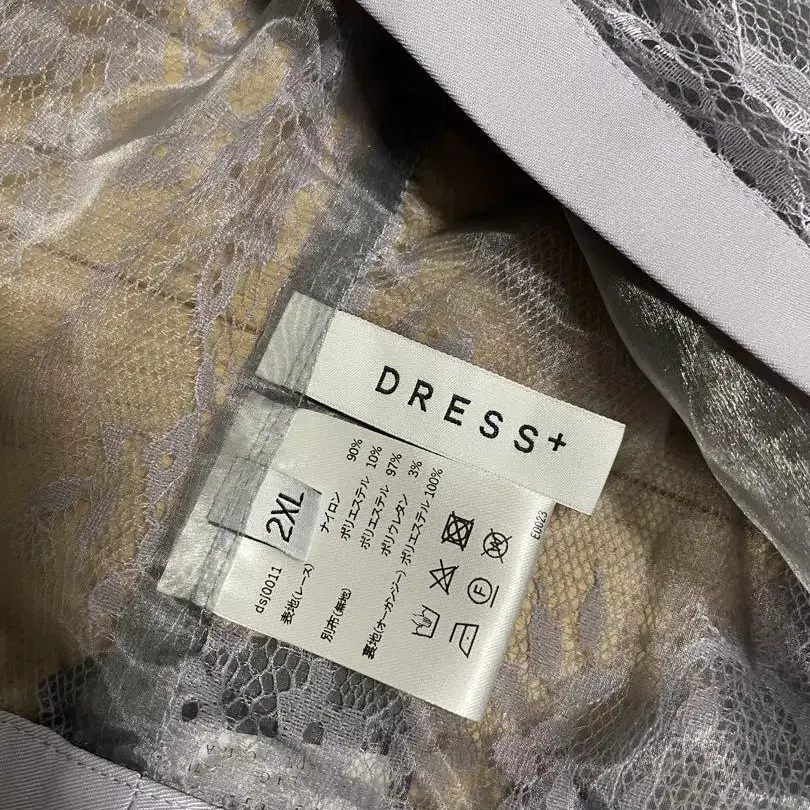 DRESS+
2XL
dsj0011
表地(レース) ナイロン 90%
ポリエステル 10%
別布(無地) ポリエステル 97%
ポリウレタン 3%
裏地(オーガンジー) ポリエステル 100%
F
W
E0023